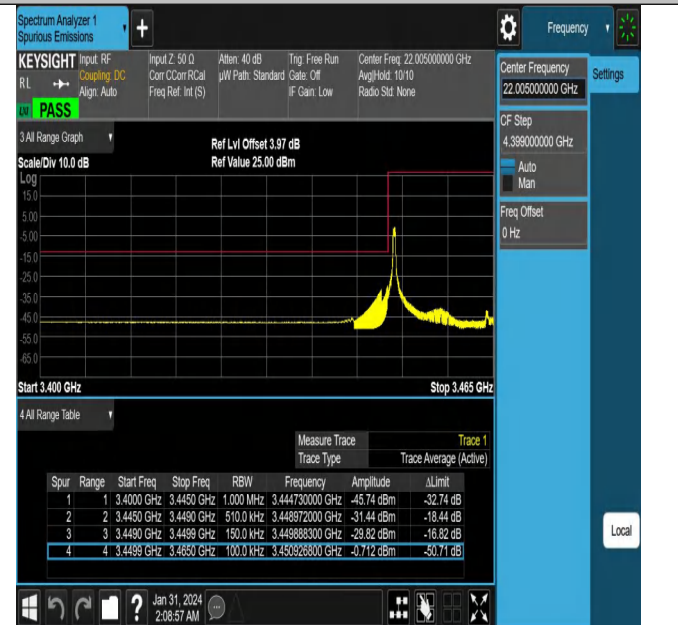 Spectrum Analyzer 1
Spurious Emissions
Frequency
KEYSIGHT Input: RF Input Z: 50 Ω Atten: 40 dB Trig: Free Run Center Freq: 22.005000000 GHz
RL Coupling: DC Corr CCorr RCal µW Path: Standard Gate: Off Avg|Hold: 10/10
Align: Auto Freq Ref: Int (S) IF Gain: Low Radio Std: None
PASS
Center Frequency
22.005000000 GHz
Settings
CF Step
4.399000000 GHz
Auto
Man
Freq Offset
0 Hz
3 All Range Graph
Ref Lvl Offset 3.97 dB
Scale/Div 10.0 dB Ref Value 25.00 dBm
Log
15.0
5.00
-5.00
-15.0
-25.0
-35.0
-45.0
-55.0
-65.0
Start 3.400 GHz Stop 3.465 GHz
4 All Range Table
Measure Trace Trace 1
Trace Type Trace Average (Active)
Spur Range Start Freq Stop Freq RBW Frequency Amplitude ΔLimit
1 1 3.4000 GHz 3.4450 GHz 1.000 MHz 3.444730000 GHz -45.74 dBm -32.74 dB
2 2 3.4450 GHz 3.4490 GHz 510.0 kHz 3.448972000 GHz -31.44 dBm -18.44 dB
3 3 3.4490 GHz 3.4499 GHz 150.0 kHz 3.449888300 GHz -29.82 dBm -16.82 dB
4 4 3.4499 GHz 3.4650 GHz 100.0 kHz 3.450926800 GHz -0.712 dBm -50.71 dB
Local
Jan 31, 2024
2:08:57 AM